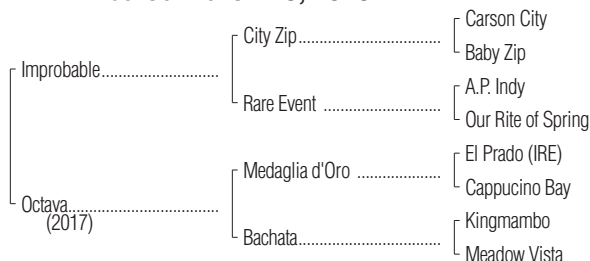 Carson City
City Zip
Baby Zip
Improbable
A.P. Indy
Rare Event
Our Rite of Spring
El Prado (IRE)
Medaglia d'Oro
Cappucino Bay
Octava
(2017)
Kingmambo
Bachata
Meadow Vista